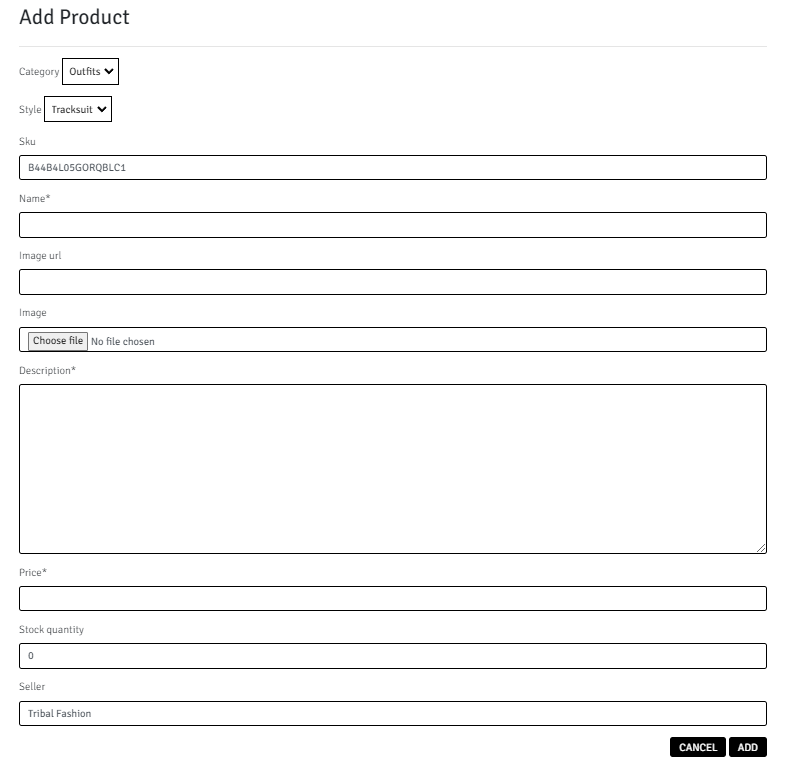 Add Product
Category Outfits
Style Tracksuit
Sku
B44B4L05GORQBLC1
Name*
Image url
Image
Choose file No file chosen
Description*
Price*
Stock quantity
0
Seller
Tribal Fashion
CANCEL ADD